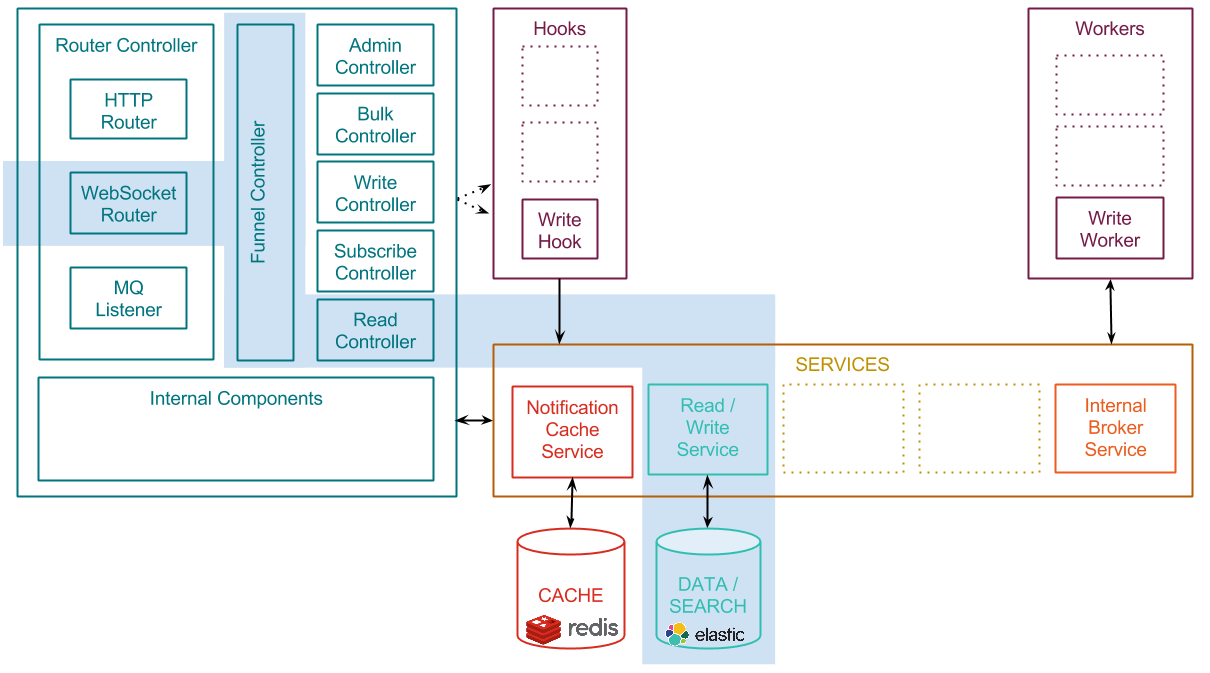 Router Controller
HTTP
Router
WebSocket
Router
MQ
Listener
Funnel Controller
Admin
Controller
Bulk
Controller
Write
Controller
Subscribe
Controller
Read
Controller
Internal Components
Hooks
Write
Hook
Workers
Write
Worker
SERVICES
Notification
Cache
Service
Read /
Write
Service
Internal
Broker
Service
CACHE
redis
DATA /
SEARCH
elastic